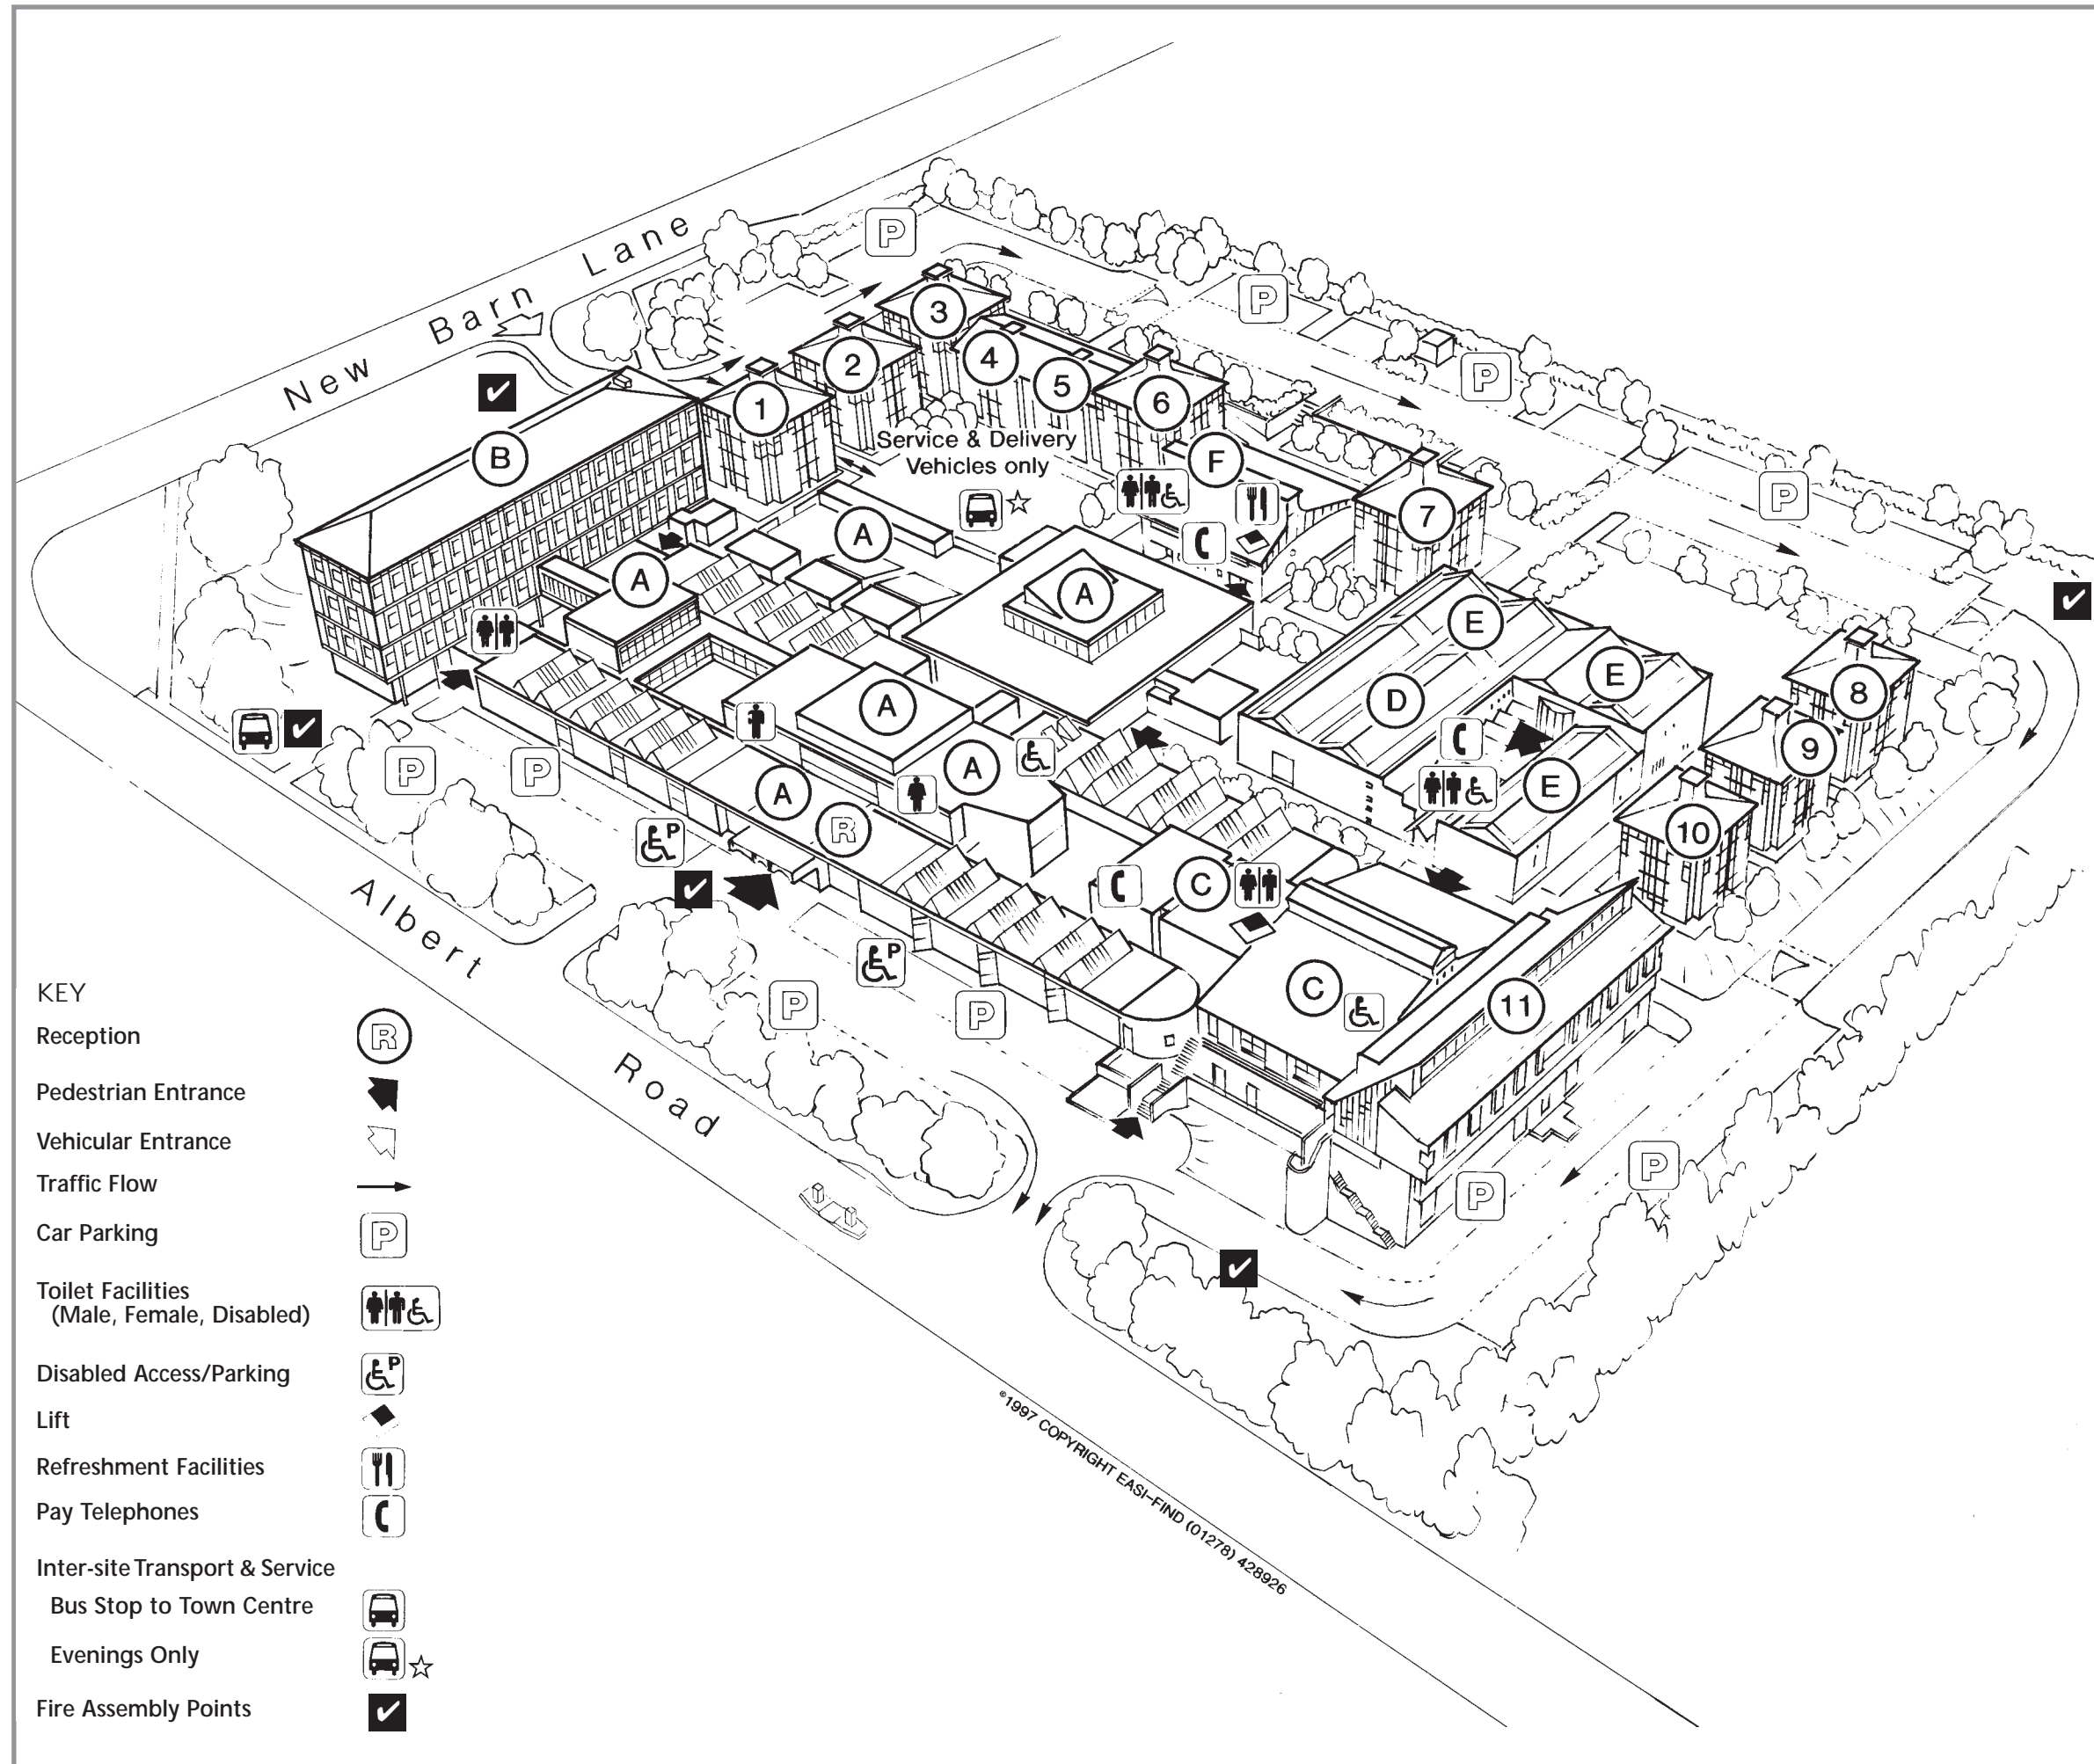 New Barn Lane
P
P
P
P
3
2
4
5
1
6
Service & Delivery
Vehicles only
B
F
7
A
A
A
E
E
D
8
A
9
A
E
P
P
A
R
10
P
C
P
C
11
P
P
P
P
Albert Road
KEY
Reception
R
Pedestrian Entrance
Vehicular Entrance
Traffic Flow
Car Parking
P
Toilet Facilities
(Male, Female, Disabled)
Disabled Access/Parking
P
Lift
Refreshment Facilities
Pay Telephones
Inter-site Transport & Service
Bus Stop to Town Centre
Evenings Only
Fire Assembly Points
©1997 COPYRIGHT EASI-FIND (01278) 428926